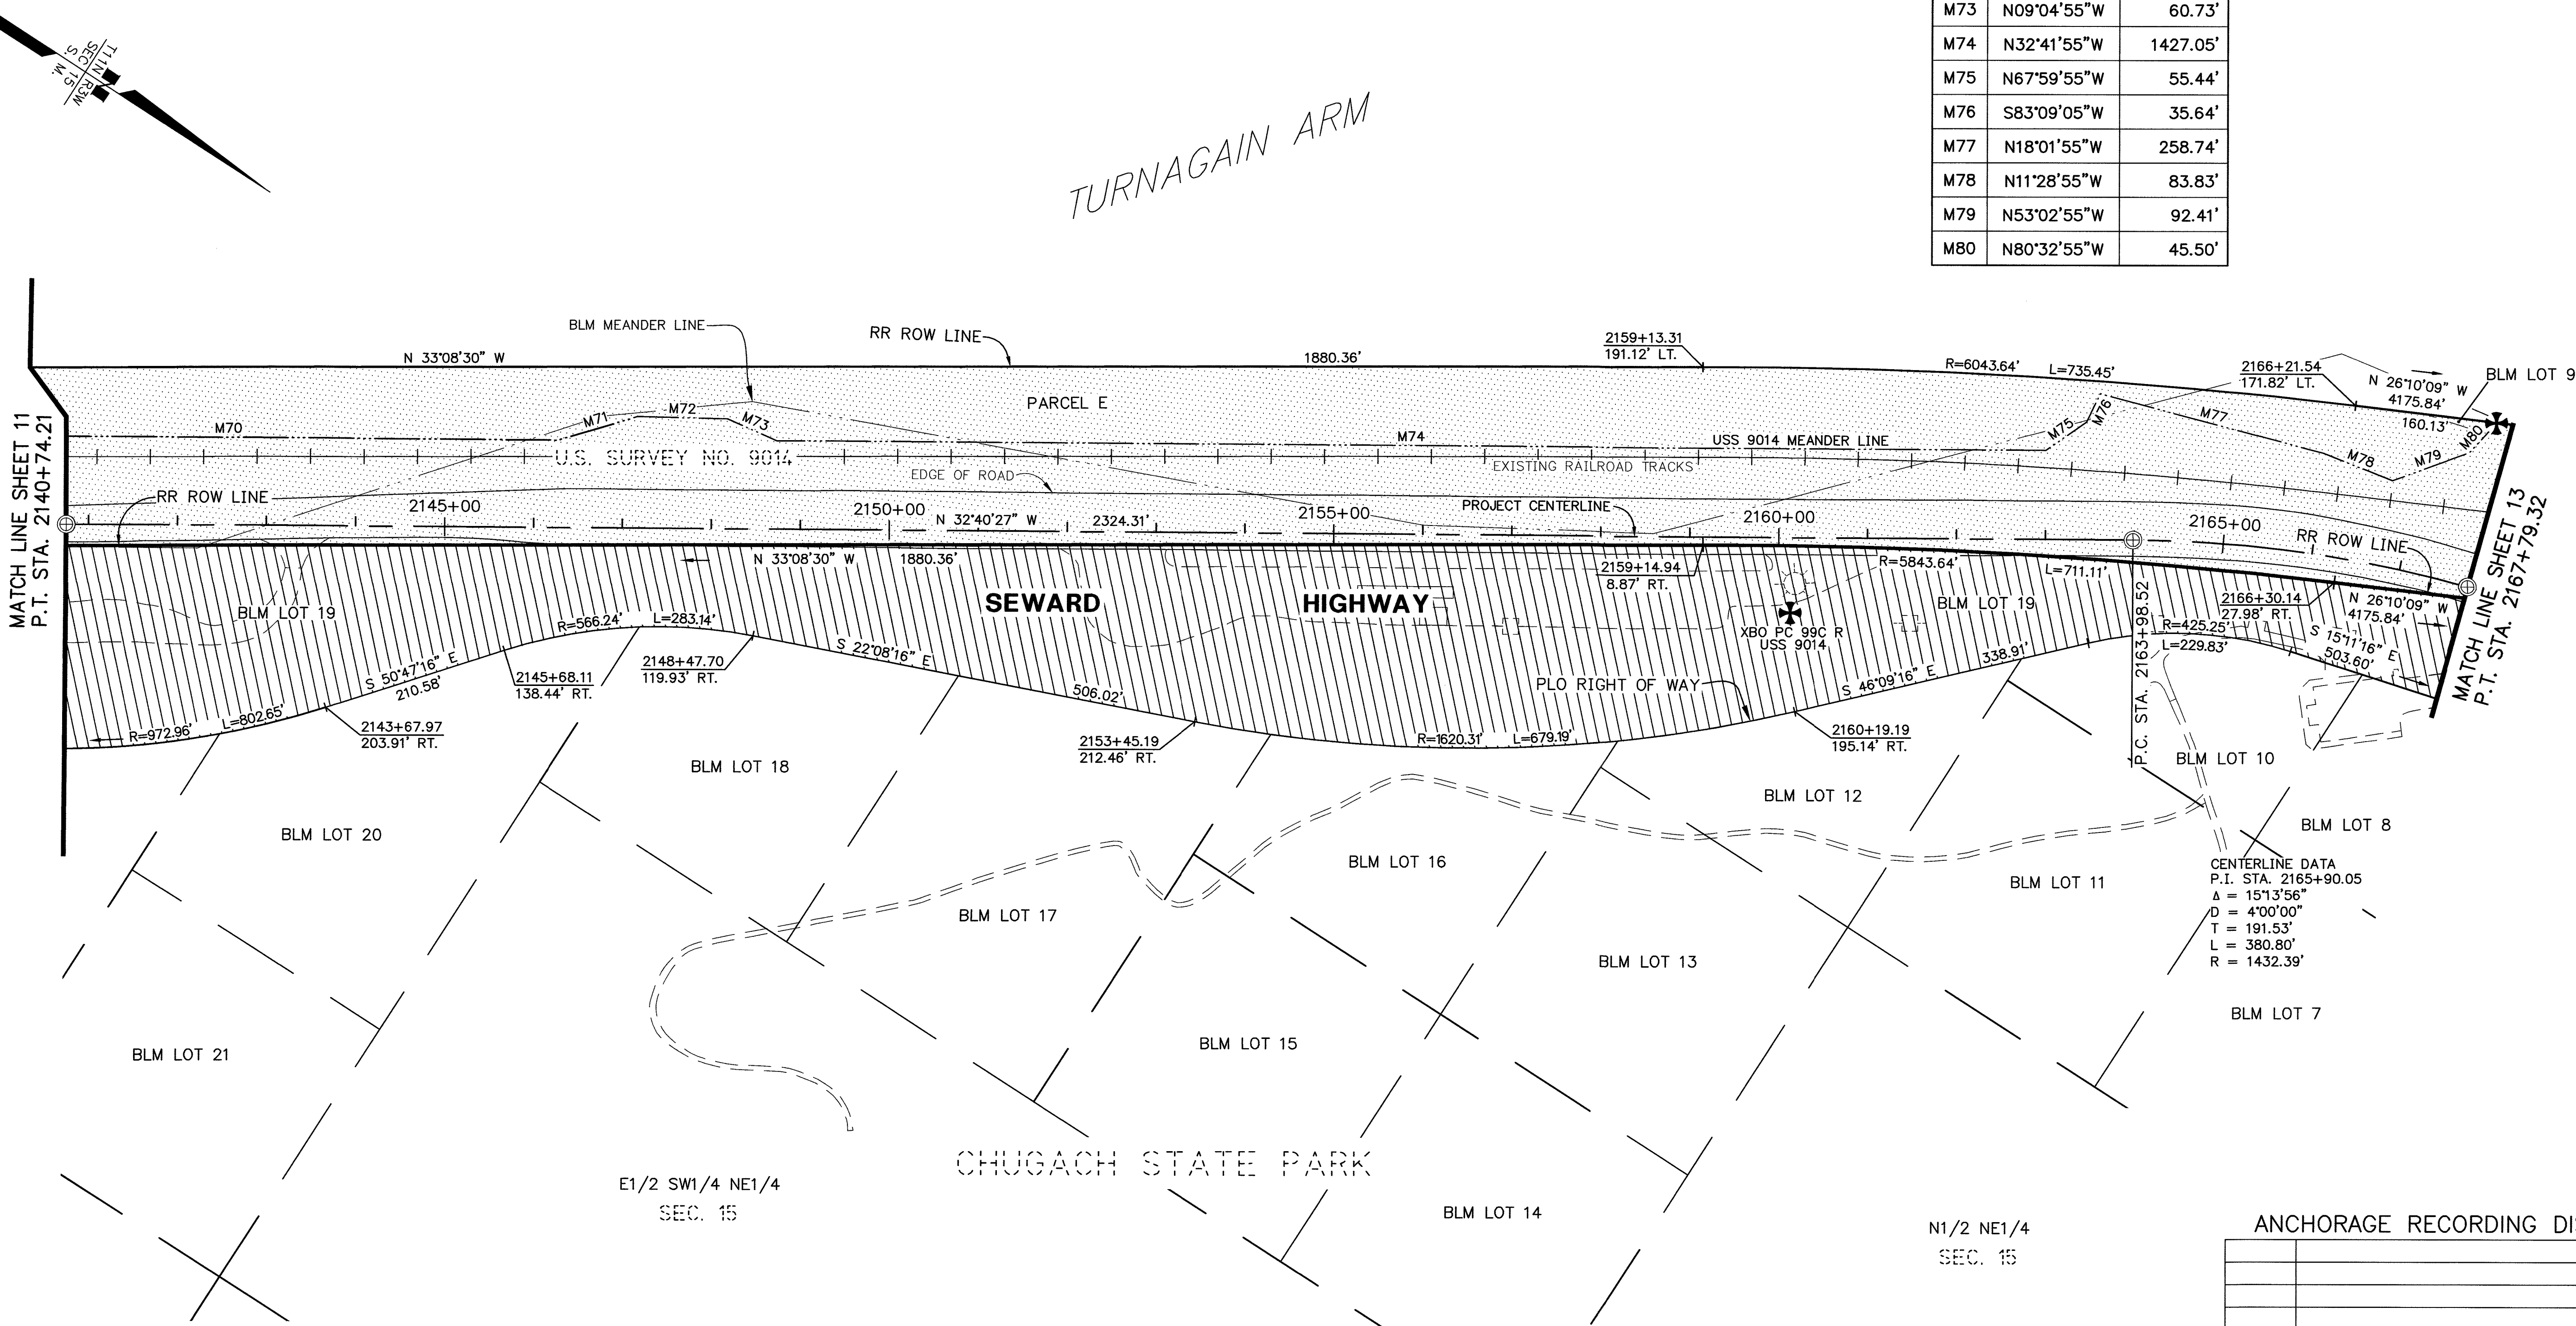 M73 N09°04'55"W 60.73'
M74 N32°41'55"W 1427.05'
M75 N67°59'55"W 55.44'
M76 S83°09'05"W 35.64'
M77 N18°01'55"W 258.74'
M78 N11°28'55"W 83.83'
M79 N53°02'55"W 92.41'
M80 N80°32'55"W 45.50'
T11N R3W
SEC 15
S. M.
TURNAGAIN ARM
MATCH LINE SHEET 11
P.T. STA. 2140+74.21
BLM MEANDER LINE
RR ROW LINE
N 33°08'30" W
1880.36'
2159+13.31
191.12' LT.
R=6043.64' L=735.45'
2166+21.54
171.82' LT.
N 26°10'09" W
4175.84'
160.13'
BLM LOT 9
PARCEL E
M70
M71
M72
M73
M74
M75
M76
M77
M78
M79
M80
USS 9014 MEANDER LINE
U.S. SURVEY NO. 9014
EDGE OF ROAD
EXISTING RAILROAD TRACKS
RR ROW LINE
2145+00
2150+00
N 32°40'27" W 2324.31'
2155+00
PROJECT CENTERLINE
2160+00
2165+00
RR ROW LINE
MATCH LINE SHEET 13
P.T. STA. 2167+79.32
N 33°08'30" W 1880.36'
2159+14.94
8.87' RT.
R=5843.64'
L=711.11'
2166+30.14
27.98' RT.
N 26°10'09" W
4175.84'
BLM LOT 19
SEWARD HIGHWAY
XBO PC 99C R
USS 9014
BLM LOT 19
R=566.24' L=283.14'
R=425.25'
L=229.83'
S 15°11'16" E
503.60'
P.C. STA. 2163+98.52
S 50°47'16" E
210.58'
2145+68.11
138.44' RT.
2148+47.70
119.93' RT.
S 22°08'16" E
506.02'
PLO RIGHT OF WAY
S 46°09'16" E
338.91'
R=972.96' L=802.65'
2143+67.97
203.91' RT.
2153+45.19
212.46' RT.
R=1620.31' L=679.19'
2160+19.19
195.14' RT.
BLM LOT 18
BLM LOT 10
BLM LOT 12
BLM LOT 20
BLM LOT 8
BLM LOT 16
BLM LOT 11
CENTERLINE DATA
P.I. STA. 2165+90.05
Δ = 15°13'56"
D = 4°00'00"
T = 191.53'
L = 380.80'
R = 1432.39'
BLM LOT 17
BLM LOT 13
BLM LOT 7
BLM LOT 15
BLM LOT 21
CHUGACH STATE PARK
E1/2 SW1/4 NE1/4
SEC. 15
BLM LOT 14
N1/2 NE1/4
SEC. 15
ANCHORAGE RECORDING DI